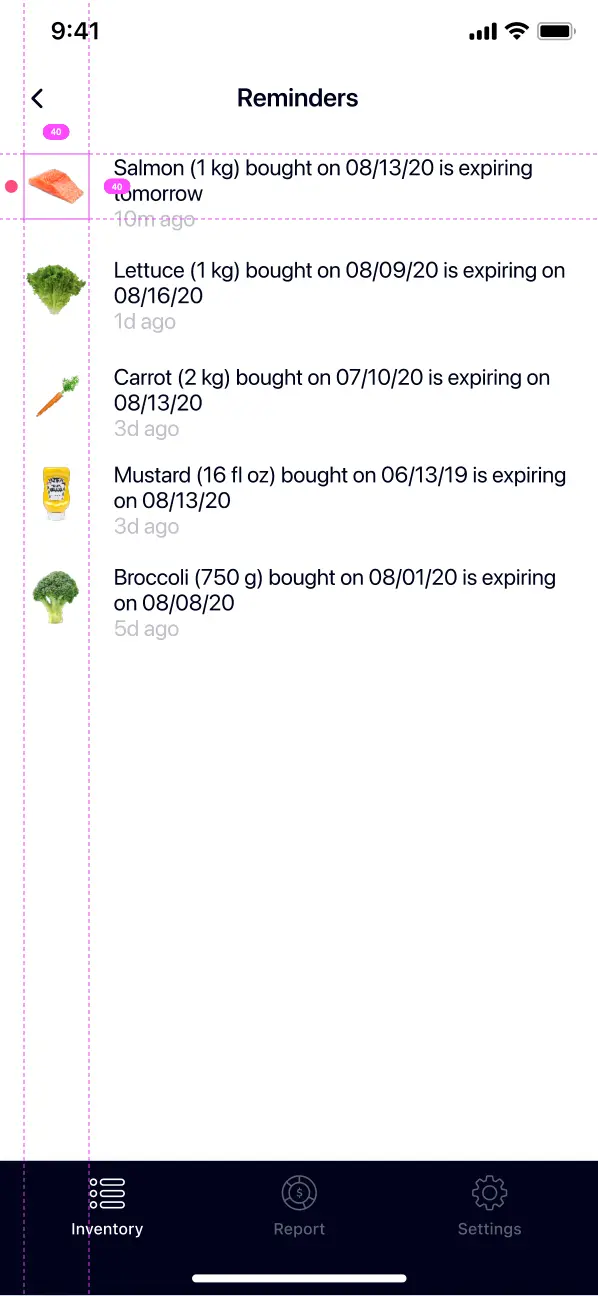 9:41
Reminders
40
Salmon (1 kg) bought on 08/13/20 is expiring
40
tomorrow
10m ago
Lettuce (1 kg) bought on 08/09/20 is expiring on
08/16/20
1d ago
Carrot (2 kg) bought on 07/10/20 is expiring on
08/13/20
3d ago
Mustard (16 fl oz) bought on 06/13/19 is expiring
on 08/13/20
3d ago
Broccoli (750 g) bought on 08/01/20 is expiring
on 08/08/20
5d ago
$
Inventory
Report
Settings